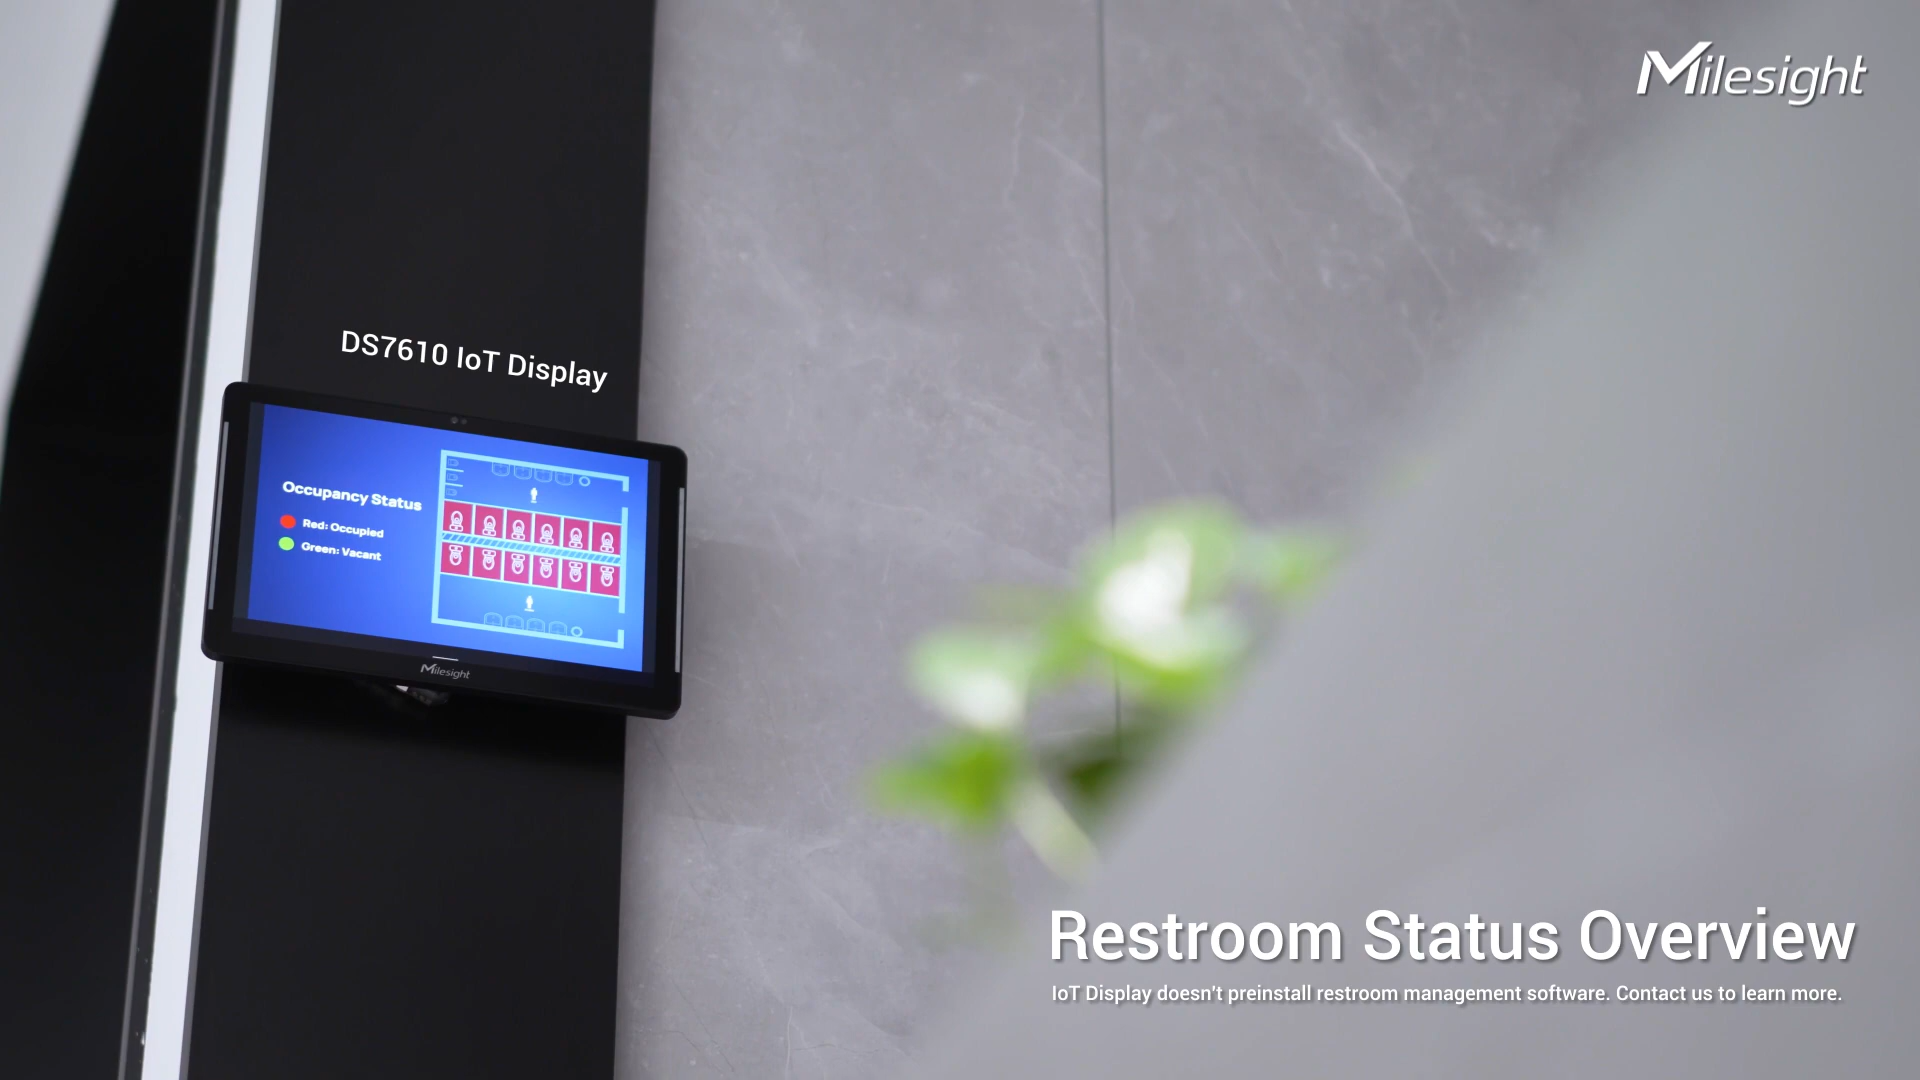 Milesight
DS7610 IoT Display
Occupancy Status
Red: Occupied
Green: Vacant
Milesight
Restroom Status Overview
IoT Display doesn't preinstall restroom management software. Contact us to learn more.